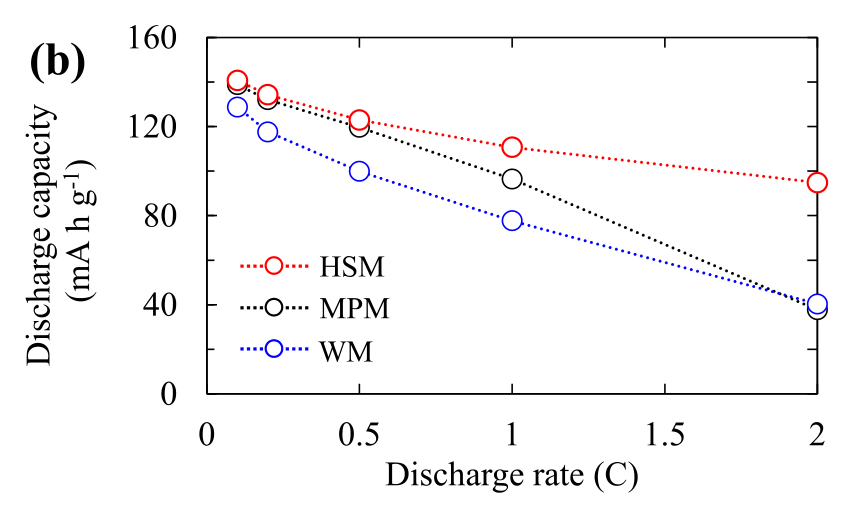 (b)
Discharge capacity
(mA h g⁻¹)
160
120
80
40
0
HSM
MPM
WM
0
0.5
1
1.5
2
Discharge rate (C)